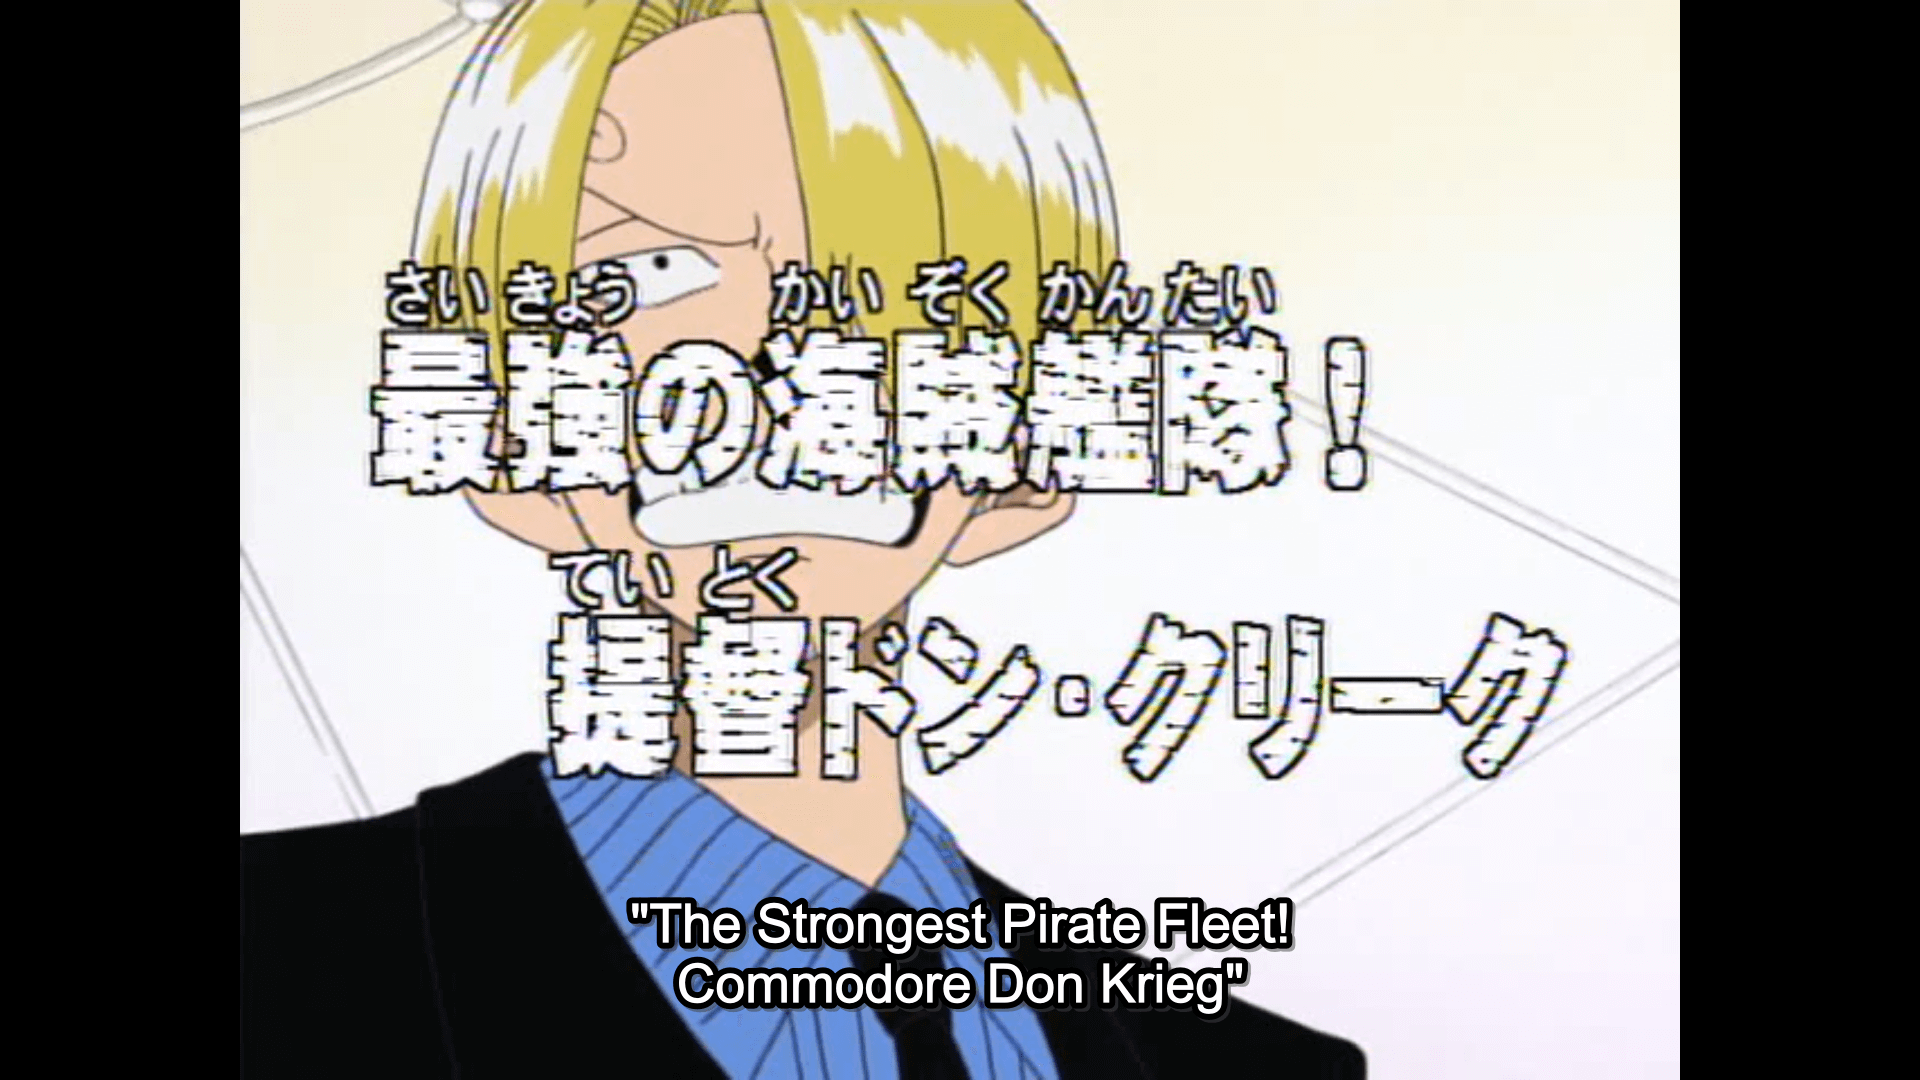 さいきょう かいぞくかんたい
最強の海賊艦隊！
ていとく
提督ドン・クリーク
"The Strongest Pirate Fleet!
Commodore Don Krieg"